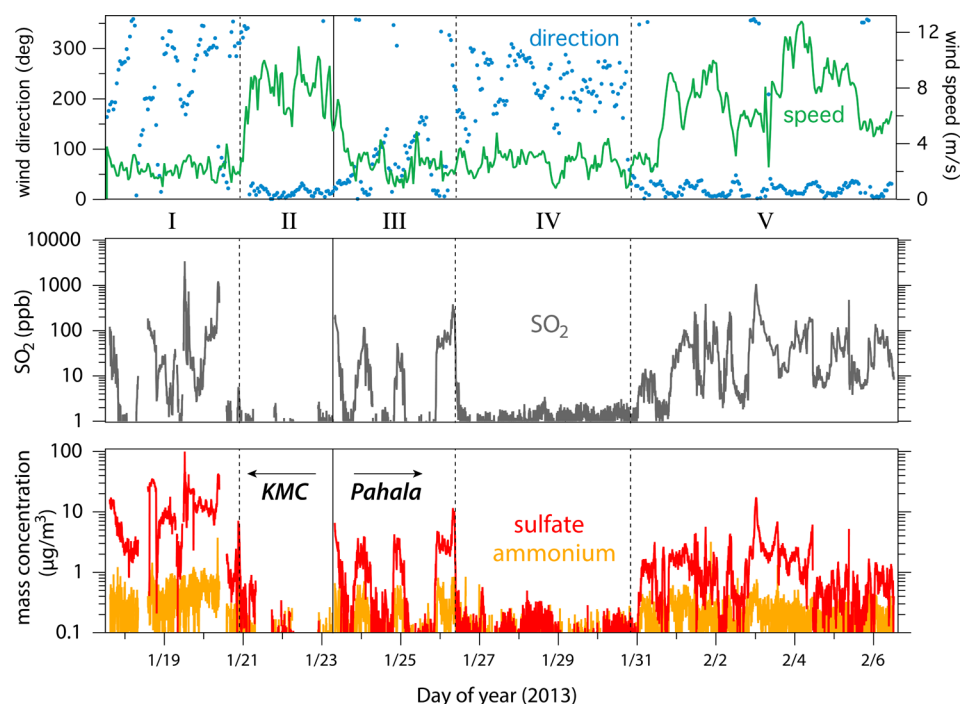 wind direction (deg)
300
200
100
0
direction
speed
12
8
4
0
wind speed (m/s)
I
II
III
IV
V
SO2 (ppb)
10000
1000
100
10
1
SO2
mass concentration
(µg/m³)
100
10
1
0.1
KMC
Pahala
sulfate
ammonium
1/19
1/21
1/23
1/25
1/27
1/29
1/31
2/2
2/4
2/6
Day of year (2013)